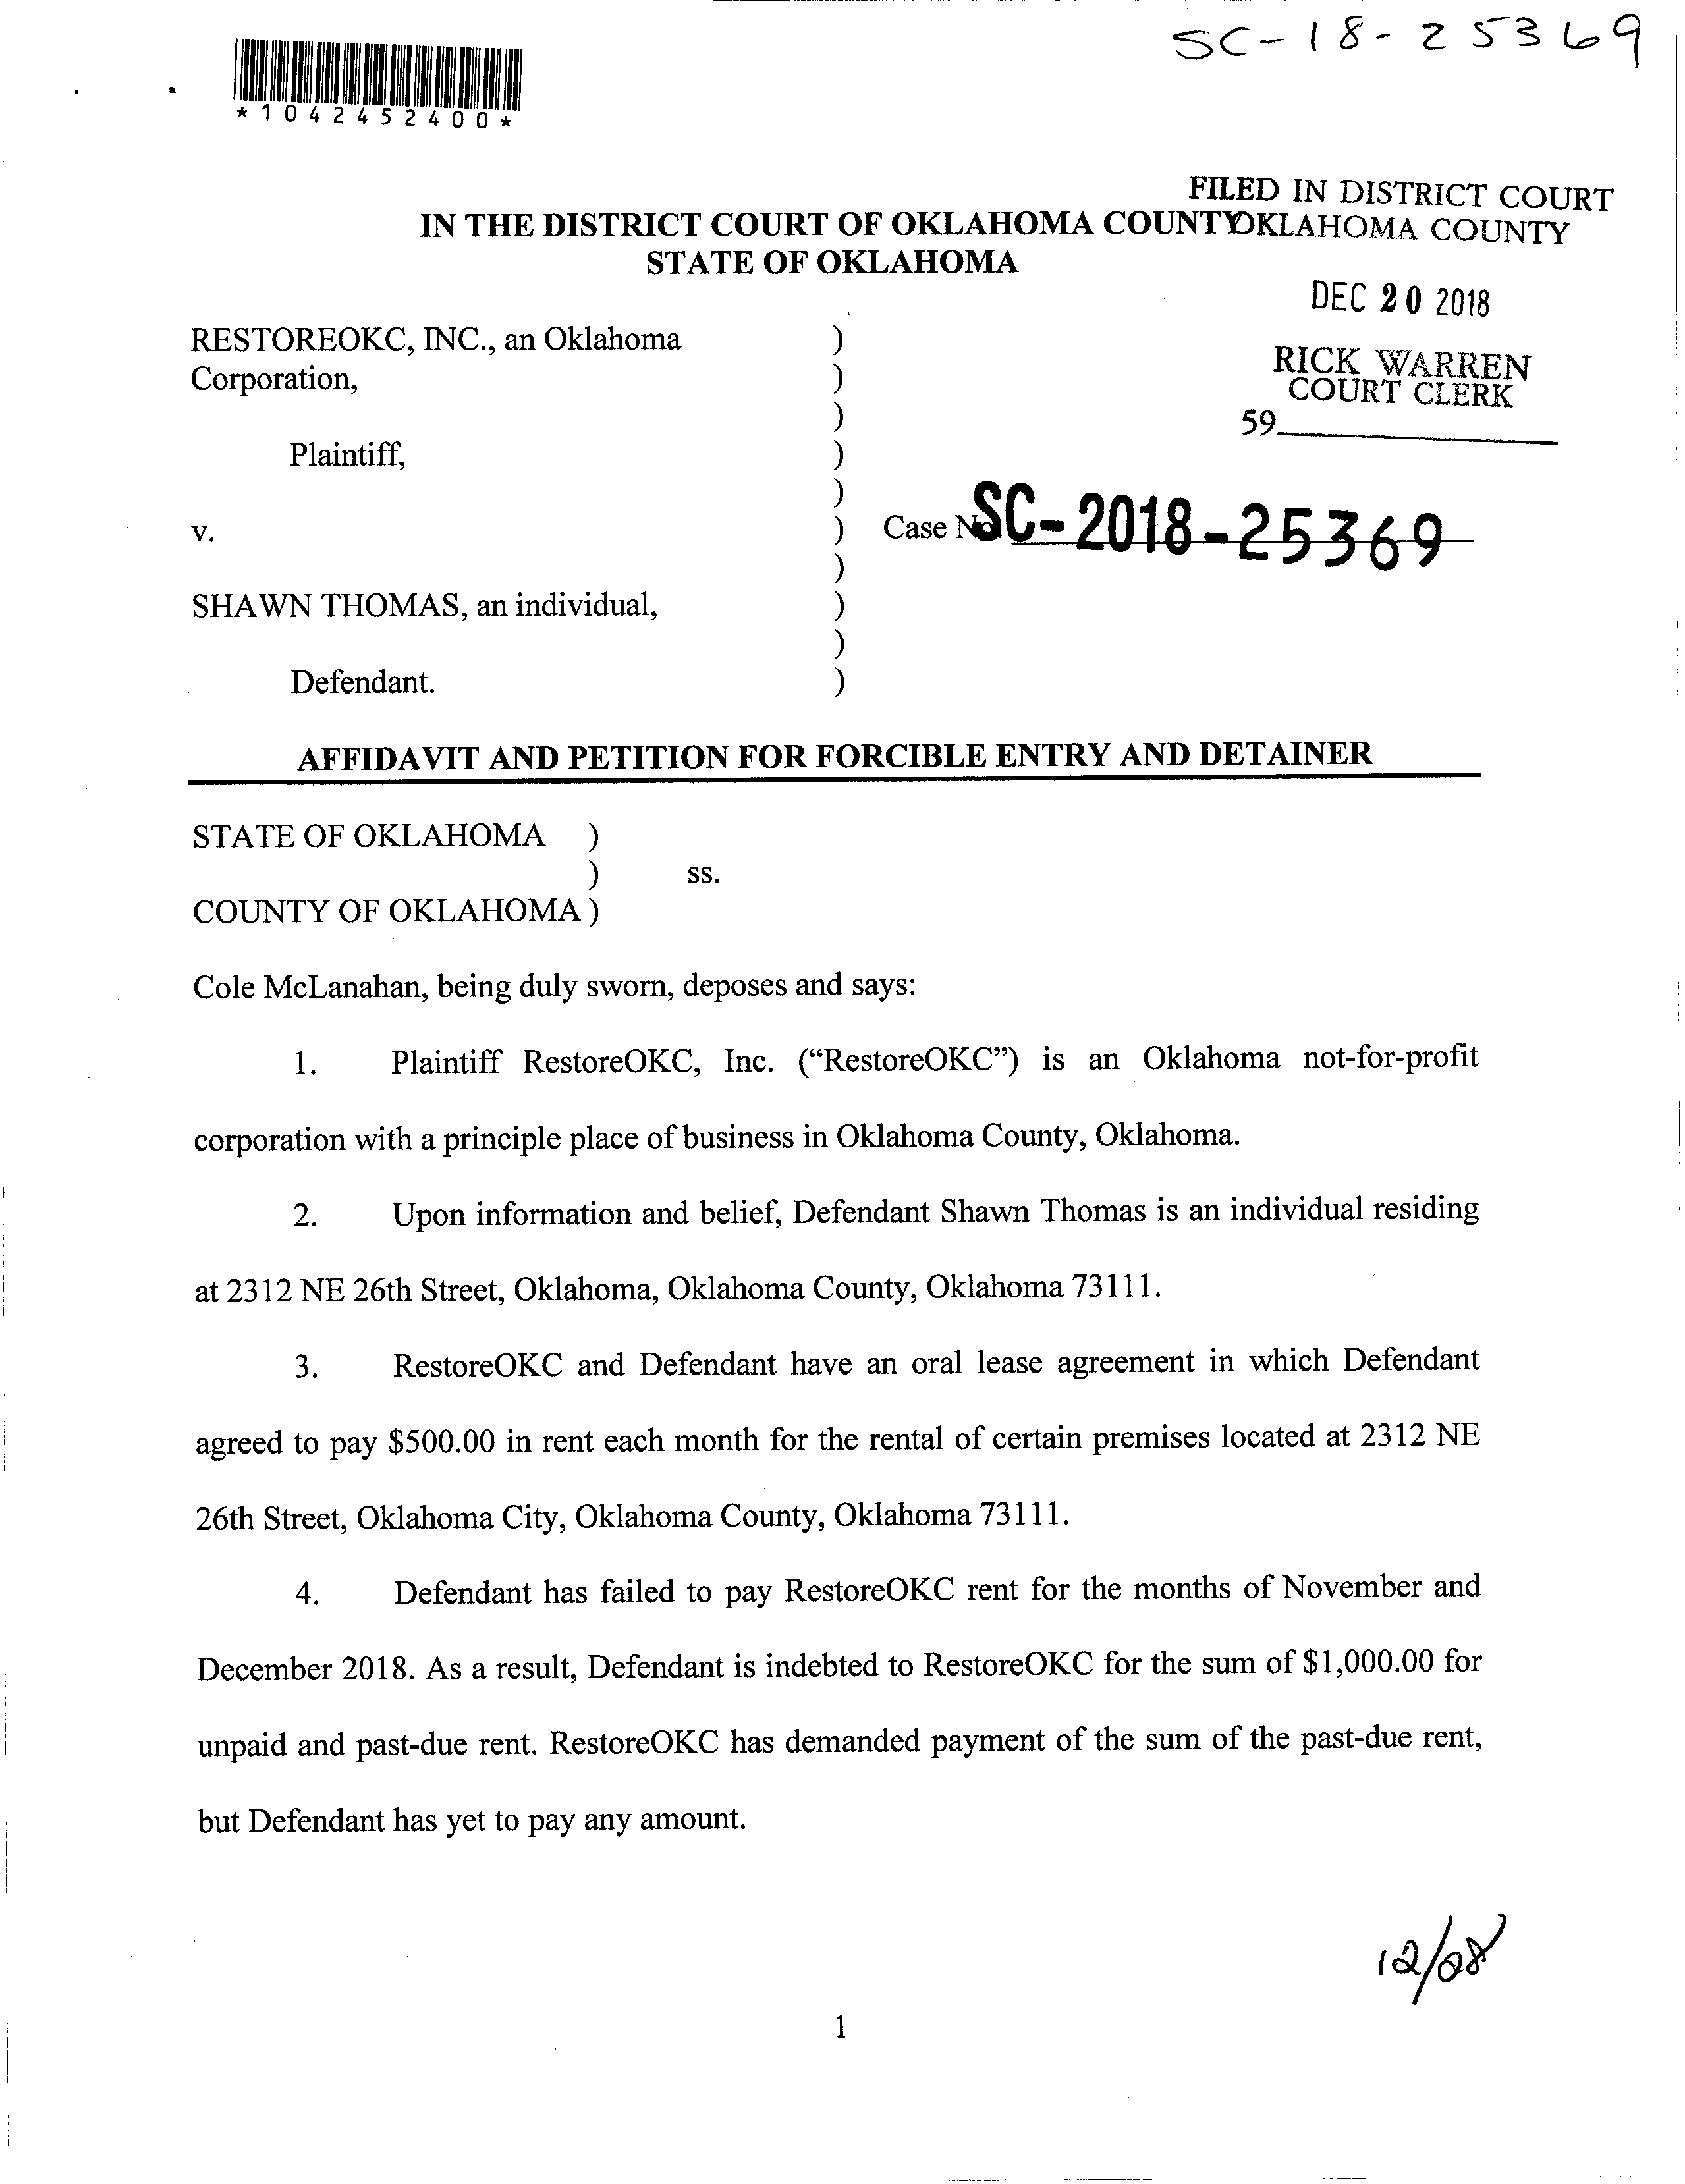 SC-18-25369
*1042452400*
FILED IN DISTRICT COURT
OKLAHOMA COUNTY
IN THE DISTRICT COURT OF OKLAHOMA COUNTY
STATE OF OKLAHOMA
DEC 20 2018
RICK WARREN
COURT CLERK
59
RESTOREOKC, INC., an Oklahoma )
Corporation, )
)
Plaintiff, )
)
v. ) Case No. SC-2018-25369
)
SHAWN THOMAS, an individual, )
)
Defendant. )
AFFIDAVIT AND PETITION FOR FORCIBLE ENTRY AND DETAINER
STATE OF OKLAHOMA )
) ss.
COUNTY OF OKLAHOMA )
Cole McLanahan, being duly sworn, deposes and says:
1. Plaintiff RestoreOKC, Inc. (“RestoreOKC”) is an Oklahoma not-for-profit
corporation with a principle place of business in Oklahoma County, Oklahoma.
2. Upon information and belief, Defendant Shawn Thomas is an individual residing
at 2312 NE 26th Street, Oklahoma, Oklahoma County, Oklahoma 73111.
3. RestoreOKC and Defendant have an oral lease agreement in which Defendant
agreed to pay $500.00 in rent each month for the rental of certain premises located at 2312 NE
26th Street, Oklahoma City, Oklahoma County, Oklahoma 73111.
4. Defendant has failed to pay RestoreOKC rent for the months of November and
December 2018. As a result, Defendant is indebted to RestoreOKC for the sum of $1,000.00 for
unpaid and past-due rent. RestoreOKC has demanded payment of the sum of the past-due rent,
but Defendant has yet to pay any amount.
12/28
1